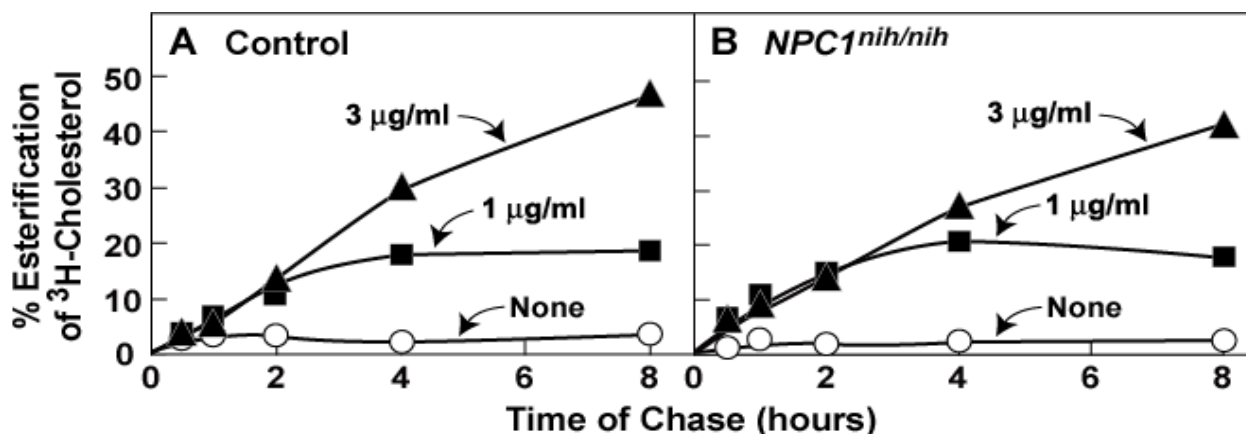 A Control
B NPC1nih/nih
% Esterification
of 3H-Cholesterol
50
40
30
20
10
0
3 μg/ml
1 μg/ml
None
3 μg/ml
1 μg/ml
None
0 2 4 6 8
0 2 4 6 8
Time of Chase (hours)